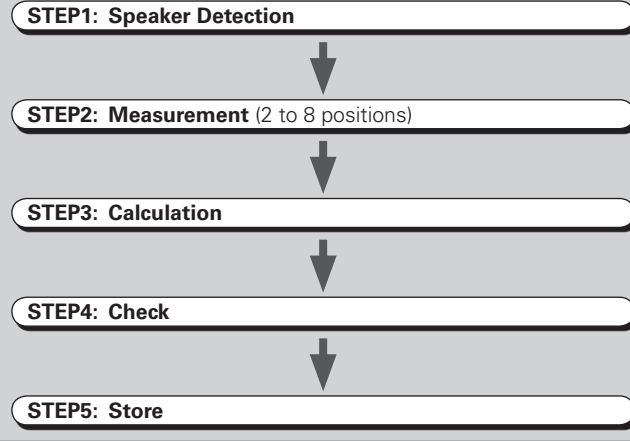 STEP1: Speaker Detection
STEP2: Measurement (2 to 8 positions)
STEP3: Calculation
STEP4: Check
STEP5: Store